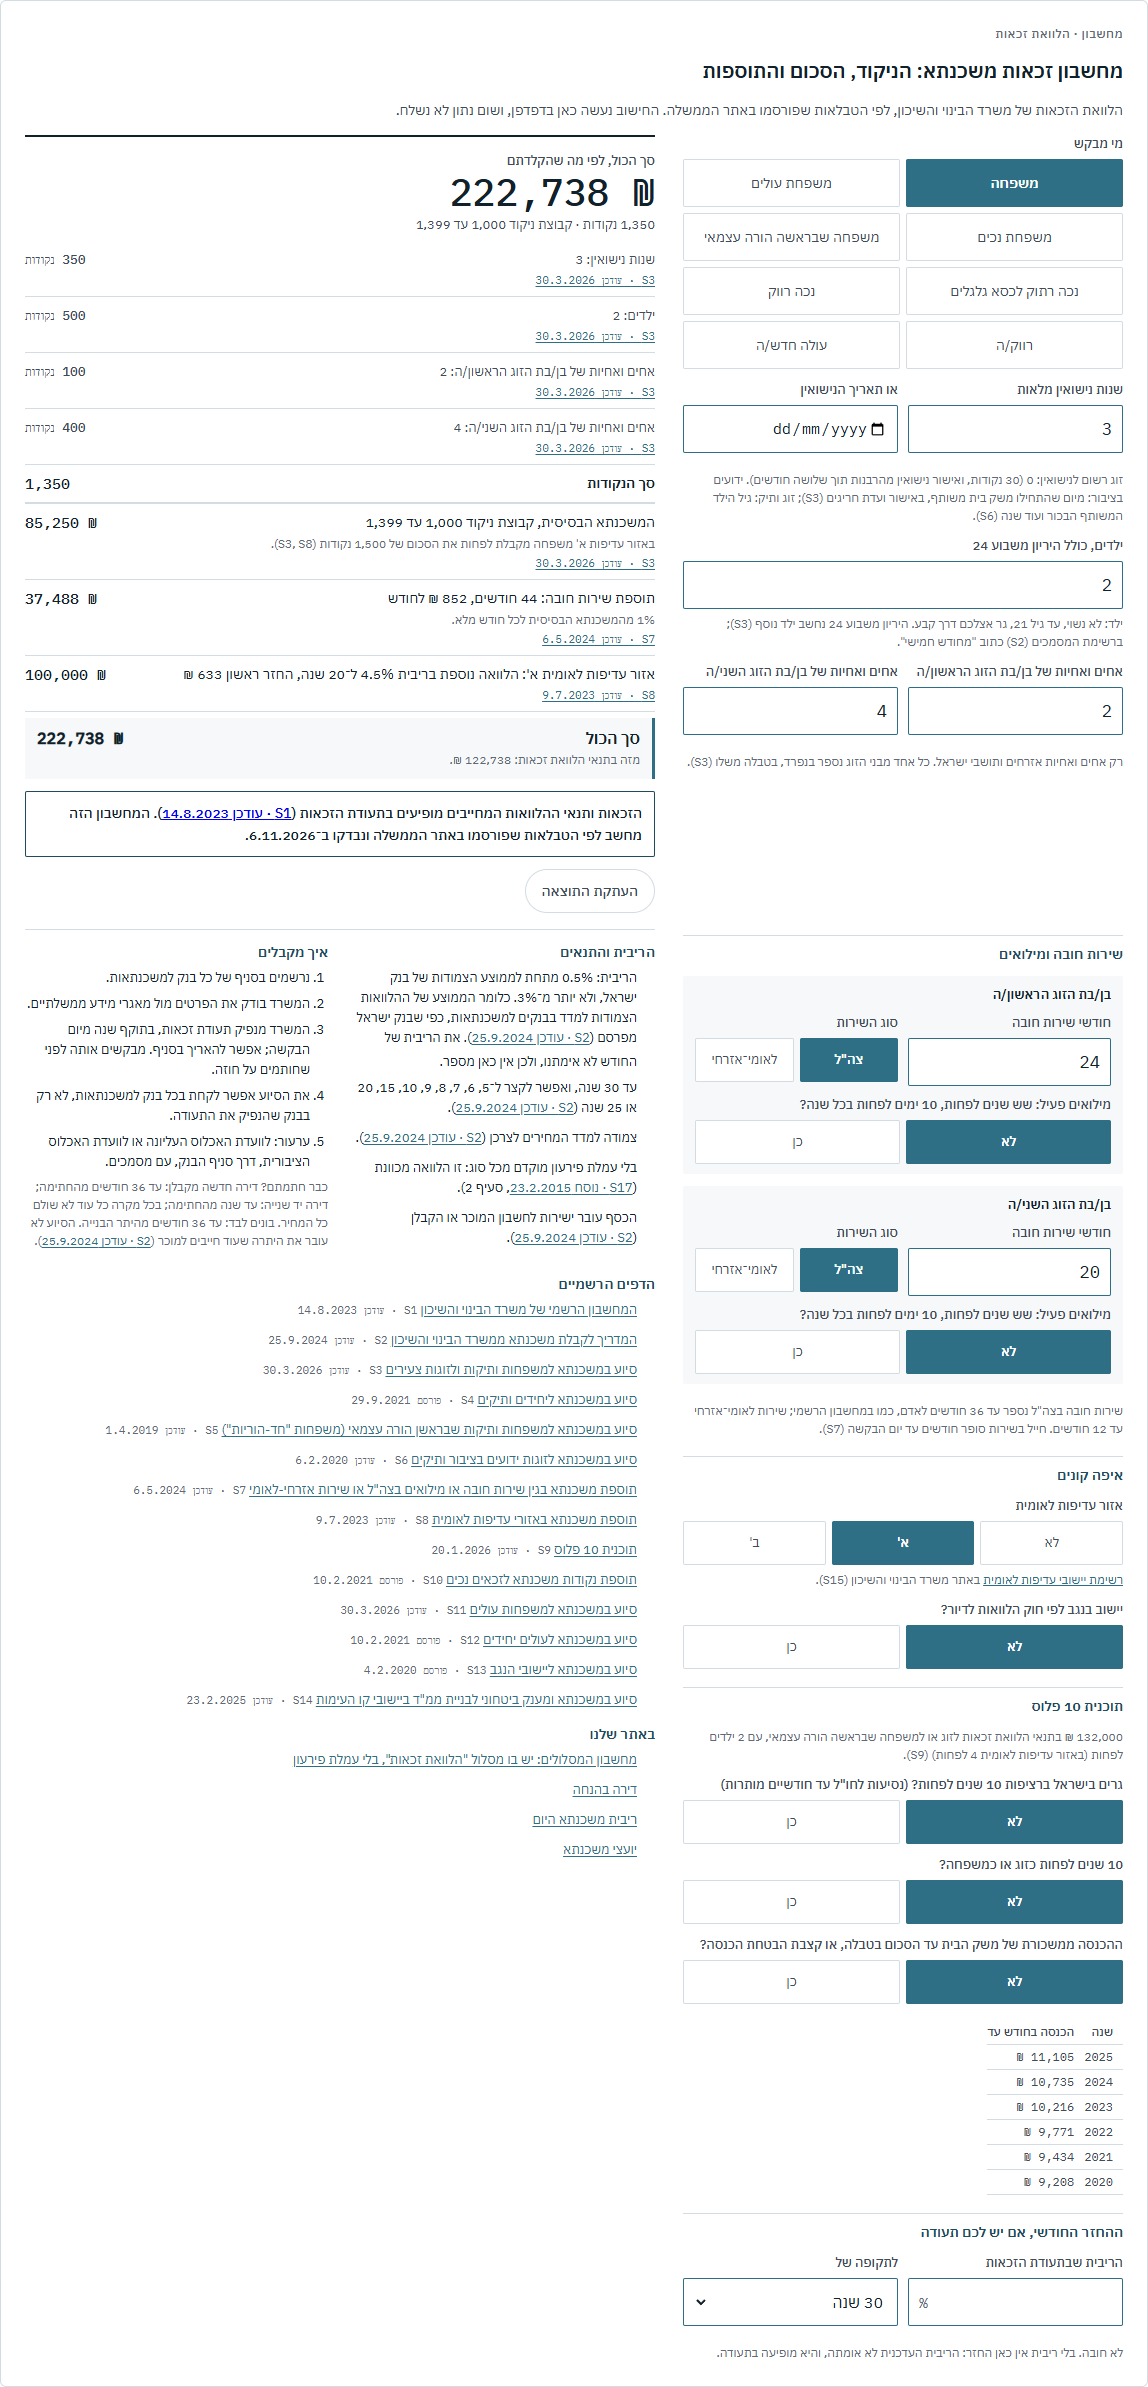 מחשבון · הלוואת זכאות
מחשבון זכאות משכנתא: הניקוד, הסכום והתוספות
הלוואת הזכאות של משרד הבינוי והשיכון, לפי הטבלאות שפורסמו באתר הממשלה. החישוב נעשה כאן בדפדפן, ושום נתון לא נשלח.
מי מבקש
משפחה
משפחת עולים
משפחת נכים
משפחה שבראשה הורה עצמאי
נכה רתוק לכסא גלגלים
נכה רווק
רווק/ה
עולה חדש/ה
שנות נישואין מלאות
או תאריך הנישואין
3
dd/mm/yyyy
זוג רשום לנישואין: 0 (30 נקודות, ואישור נישואין מהרבנות תוך שלושה חודשים). ידועים
בציבור: מיום שהתחילו משק בית משותף, באישור ועדת חריגים (S3); זוג ותיק: גיל הילד
המשותף הבכור ועוד שנה (S6).
ילדים, כולל היריון משבוע 24
2
ילד: לא נשוי, עד גיל 21, גר אצלכם דרך קבע. היריון משבוע 24 נחשב ילד נוסף (S3);
ברשימת המסמכים (S2) כתוב "מחודש חמישי".
אחים ואחיות של בן/בת הזוג הראשון/ה
אחים ואחיות של בן/בת הזוג השני/ה
2
4
רק אחים ואחיות אזרחים ותושבי ישראל. כל אחד מבני הזוג נספר בנפרד, בטבלה משלו (S3).
סך הכול, לפי מה שהקלדתם
222,738 ₪
1,350 נקודות · קבוצת ניקוד 1,000 עד 1,399
שנות נישואין: 3
350 נקודות
S3 · עודכן 30.3.2026
ילדים: 2
500 נקודות
S3 · עודכן 30.3.2026
אחים ואחיות של בן/בת הזוג הראשון/ה: 2
100 נקודות
S3 · עודכן 30.3.2026
אחים ואחיות של בן/בת הזוג השני/ה: 4
400 נקודות
S3 · עודכן 30.3.2026
סך הנקודות
1,350
המשכנתא הבסיסית, קבוצת ניקוד 1,000 עד 1,399
85,250 ₪
באזור עדיפות א' משפחה מקבלת לפחות את הסכום של 1,500 נקודות (S3, S8).
S3 · עודכן 30.3.2026
תוספת שירות חובה: 44 חודשים, 852 ₪ לחודש
37,488 ₪
1% מהמשכנתא הבסיסית לכל חודש מלא.
S7 · עודכן 6.5.2024
אזור עדיפות לאומית א': הלוואה נוספת בריבית 4.5% ל־20 שנה, החזר ראשון 633 ₪
100,000 ₪
S8 · עודכן 9.7.2023
סך הכול
222,738 ₪
מזה בתנאי הלוואת זכאות: 122,738 ₪.
הזכאות ותנאי ההלוואות המחייבים מופיעים בתעודת הזכאות (S1 · עודכן 14.8.2023). המחשבון הזה
מחשב לפי הטבלאות שפורסמו באתר הממשלה ונבדקו ב־6.11.2026.
העתקת התוצאה
שירות חובה ומילואים
בן/בת הזוג הראשון/ה
חודשי שירות חובה
סוג השירות
24
צה"ל
לאומי־אזרחי
מילואים פעיל: שש שנים לפחות, 10 ימים לפחות בכל שנה?
לא
כן
בן/בת הזוג השני/ה
חודשי שירות חובה
סוג השירות
20
צה"ל
לאומי־אזרחי
מילואים פעיל: שש שנים לפחות, 10 ימים לפחות בכל שנה?
לא
כן
שירות חובה בצה"ל נספר עד 36 חודשים לאדם, כמו במחשבון הרשמי; שירות לאומי־אזרחי
עד 12 חודשים. חייל בשירות סופר חודשים עד יום הבקשה (S7).
איפה קונים
אזור עדיפות לאומית
לא
א'
ב'
רשימת יישובי עדיפות לאומית באתר משרד הבינוי והשיכון (S15).
יישוב בנגב לפי חוק הלוואות לדיור?
לא
כן
תוכנית 10 פלוס
132,000 ₪ בתנאי הלוואת זכאות לזוג או למשפחה שבראשה הורה עצמאי, עם 2 ילדים
לפחות (באזור עדיפות לאומית 4 לפחות) (S9).
גרים בישראל ברציפות 10 שנים לפחות? (נסיעות לחו"ל עד חודשיים מותרות)
לא
כן
10 שנים לפחות כזוג או כמשפחה?
לא
כן
ההכנסה ממשכורת של משק הבית עד הסכום בטבלה, או קצבת הבטחת הכנסה?
לא
כן
שנה הכנסה בחודש עד
2025 11,105 ₪
2024 10,735 ₪
2023 10,216 ₪
2022 9,771 ₪
2021 9,434 ₪
2020 9,208 ₪
ההחזר החודשי, אם יש לכם תעודה
הריבית שבתעודת הזכאות
לתקופה של
%
30 שנה
לא חובה. בלי ריבית אין כאן החזר: הריבית העדכנית לא אומתה, והיא מופיעה בתעודה.
הריבית והתנאים
הריבית: 0.5% מתחת לממוצע הצמודות של בנק
ישראל, ולא יותר מ־3%. כלומר הממוצע של ההלוואות
הצמודות למדד בבנקים למשכנתאות, כפי שבנק ישראל
מפרסם (S2 · עודכן 25.9.2024). את הריבית של
החודש לא אימתנו, ולכן אין כאן מספר.
עד 30 שנה, ואפשר לקצר ל־5, 6, 7, 8, 9, 10, 15, 20
או 25 שנה (S2 · עודכן 25.9.2024).
צמודה למדד המחירים לצרכן (S2 · עודכן 25.9.2024).
בלי עמלת פירעון מוקדם מכל סוג: זו הלוואה מכוונת
(S17 · נוסח 23.2.2015, סעיף 2).
הכסף עובר ישירות לחשבון המוכר או הקבלן
(S2 · עודכן 25.9.2024).
איך מקבלים
1. נרשמים בסניף של כל בנק למשכנתאות.
2. המשרד בודק את הפרטים מול מאגרי מידע ממשלתיים.
3. המשרד מנפיק תעודת זכאות, בתוקף שנה מיום
הבקשה; אפשר להאריך בסניף. מבקשים אותה לפני
שחותמים על חוזה.
4. את הסיוע אפשר לקחת בכל בנק למשכנתאות, לא רק
בבנק שהנפיק את התעודה.
5. ערעור: לוועדת האכלוס העליונה או לוועדת האכלוס
הציבורית, דרך סניף הבנק, עם מסמכים.
כבר חתמתם? דירה חדשה מקבלן: עד 36 חודשים מהחתימה;
דירה יד שנייה: עד שנה מהחתימה; בכל מקרה כל עוד לא שולם
כל המחיר. בונים לבד: עד 36 חודשים מהיתר הבנייה. הסיוע לא
עובר את היתרה שעוד חייבים למוכר (S2 · עודכן 25.9.2024).
הדפים הרשמיים
המחשבון הרשמי של משרד הבינוי והשיכון S1 · עודכן 14.8.2023
המדריך לקבלת משכנתא ממשרד הבינוי והשיכון S2 · עודכן 25.9.2024
סיוע במשכנתא למשפחות ותיקות ולזוגות צעירים S3 · עודכן 30.3.2026
סיוע במשכנתא ליחידים ותיקים S4 · פורסם 29.9.2021
סיוע במשכנתא למשפחות ותיקות שבראשן הורה עצמאי (משפחות "חד-הוריות") S5 · עודכן 1.4.2019
סיוע במשכנתא לזוגות ידועים בציבור ותיקים S6 · עודכן 6.2.2020
תוספת משכנתא בגין שירות חובה או מילואים בצה"ל או שירות אזרחי-לאומי S7 · עודכן 6.5.2024
תוספת משכנתא באזורי עדיפות לאומית S8 · עודכן 9.7.2023
תוכנית 10 פלוס S9 · עודכן 20.1.2026
תוספת נקודות משכנתא לזכאים נכים S10 · פורסם 10.2.2021
סיוע במשכנתא למשפחות עולים S11 · עודכן 30.3.2026
סיוע במשכנתא לעולים יחידים S12 · פורסם 10.2.2021
סיוע במשכנתא ליישובי הנגב S13 · פורסם 4.2.2020
סיוע במשכנתא ומענק ביטחוני לבניית ממ"ד ביישובי קו העימות S14 · עודכן 23.2.2025
באתר שלנו
מחשבון המסלולים: יש בו מסלול "הלוואת זכאות", בלי עמלת פירעון
דירה בהנחה
ריבית משכנתא היום
יועצי משכנתא